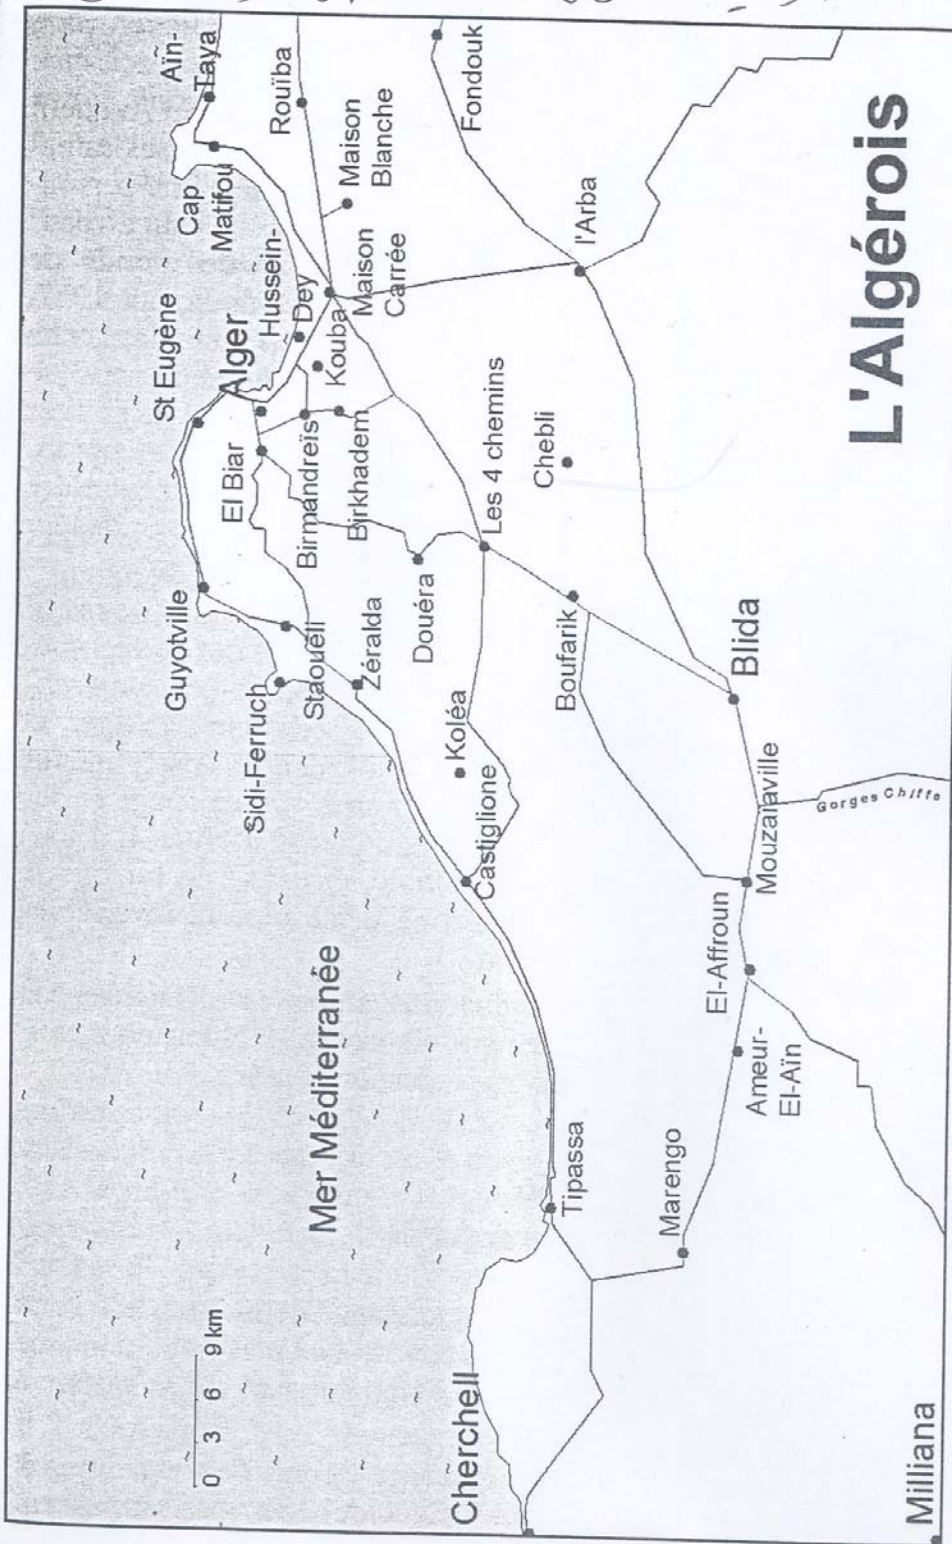 Aïn-
Taya
Rouïba
Maison
Blanche
Fondouk
Cap
Matifou
Hussein-
Dey
Kouba
Maison
Carrée
l'Arba
St Eugène
Alger
El Biar
Birmandreïs
Birkhadem
Les 4 chemins
Chebli
L'Algérois
Guyotville
Staouéli
Sidi-Ferruch
Zéralda
Douéra
Boufarik
Blida
Koléa
Castiglione
Gorges Chiffa
Mouzaïaville
Mer Méditerranée
El-Affroun
Ameur-
El-Aïn
Tipassa
Marengo
0 3 6 9 km
Cherchell
Milliana